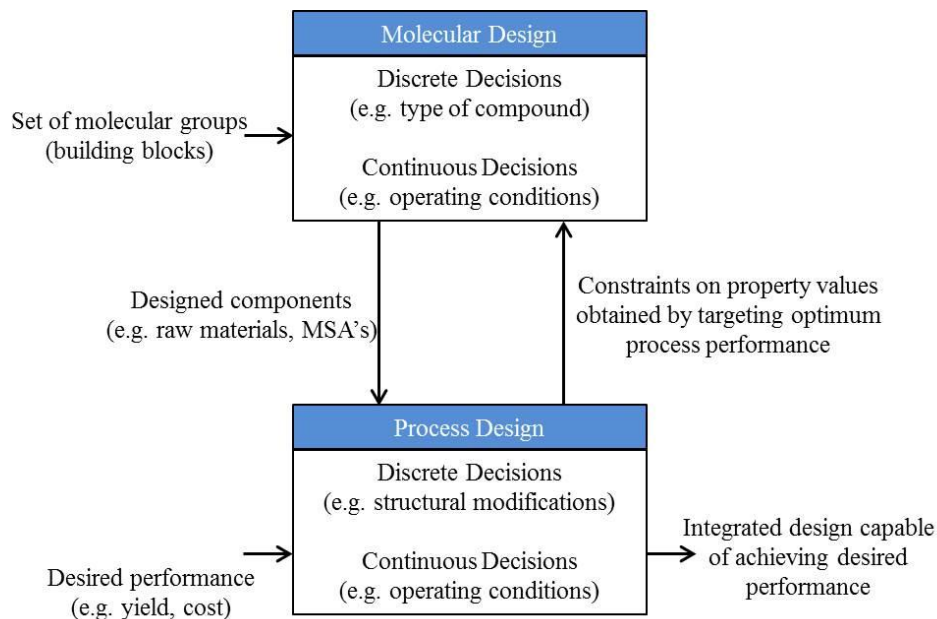 Molecular Design
Discrete Decisions
(e.g. type of compound)
Continuous Decisions
(e.g. operating conditions)
Set of molecular groups
(building blocks)
Designed components
(e.g. raw materials, MSA's)
Constraints on property values
obtained by targeting optimum
process performance
Process Design
Discrete Decisions
(e.g. structural modifications)
Continuous Decisions
(e.g. operating conditions)
Desired performance
(e.g. yield, cost)
Integrated design capable
of achieving desired
performance